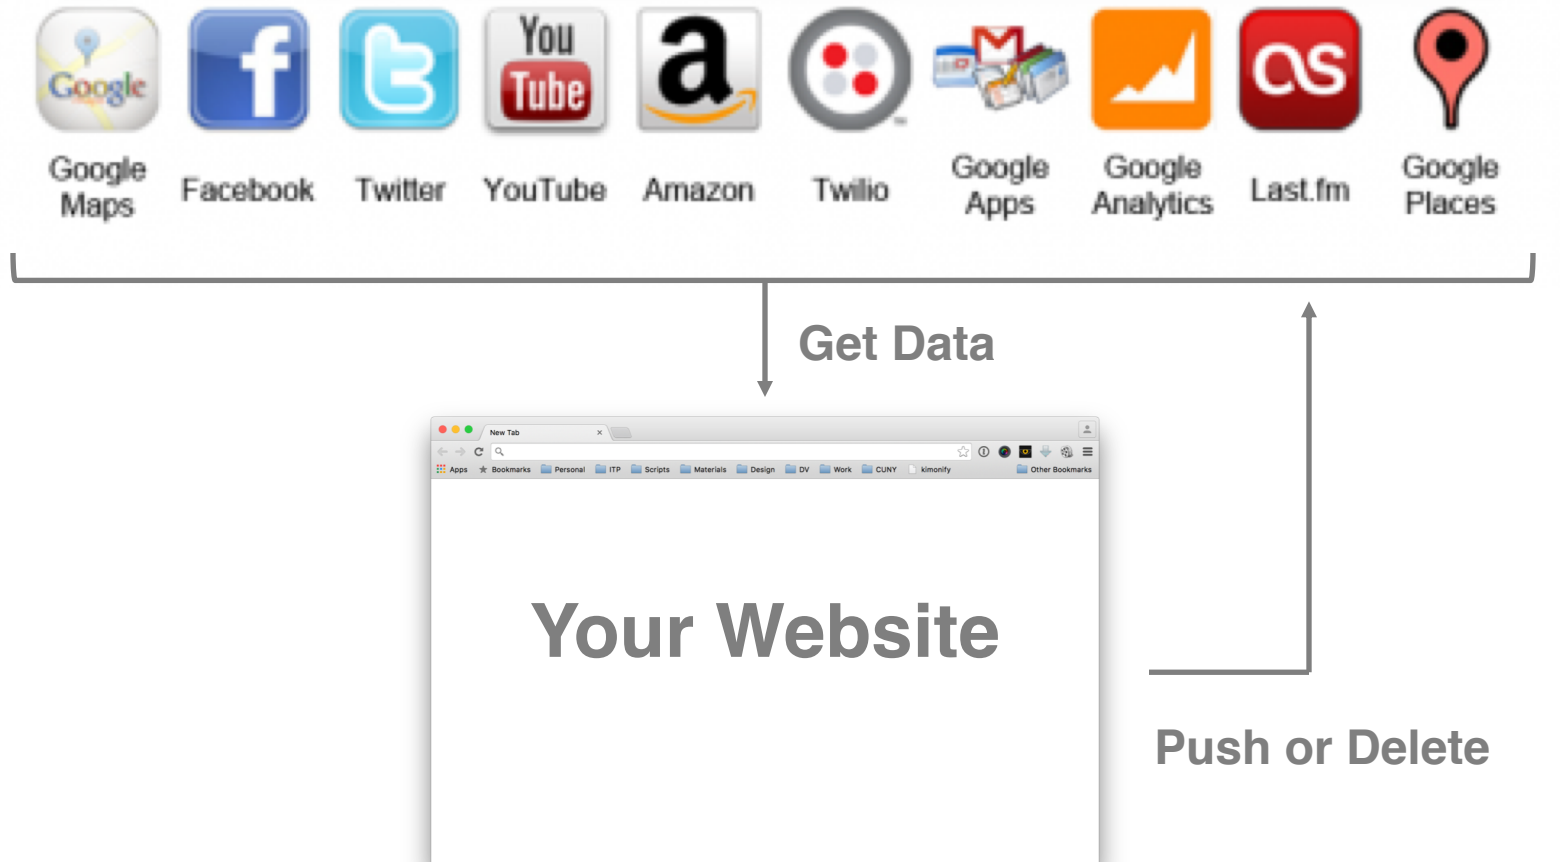 Google
You
Tube
a
as
Google
Maps
Facebook
Twitter
YouTube
Amazon
Twilio
Google
Apps
Google
Analytics
Last.fm
Google
Places
Get Data
New Tab
Apps Bookmarks Personal ITP Scripts Materials Design DV Work CUNY kimonify Other Bookmarks
Your Website
Push or Delete